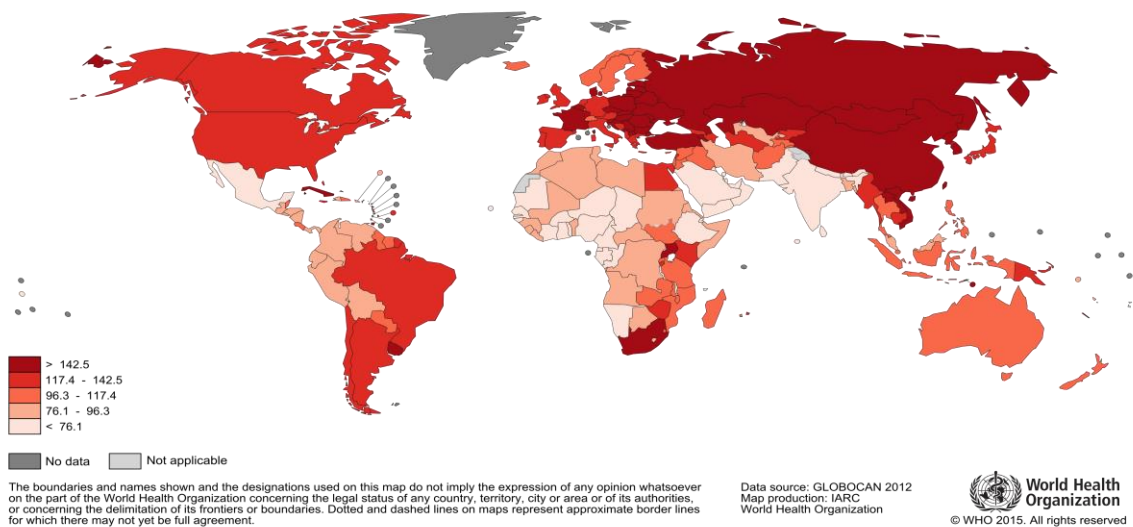 > 142.5
117.4 - 142.5
96.3 - 117.4
76.1 - 96.3
< 76.1
No data
Not applicable
The boundaries and names shown and the designations used on this map do not imply the expression of any opinion whatsoever
on the part of the World Health Organization concerning the legal status of any country, territory, city or area or of its authorities,
or concerning the delimitation of its frontiers or boundaries. Dotted and dashed lines on maps represent approximate border lines
for which there may not yet be full agreement.
Data source: GLOBOCAN 2012
Map production: IARC
World Health Organization
World Health
Organization
© WHO 2015. All rights reserved